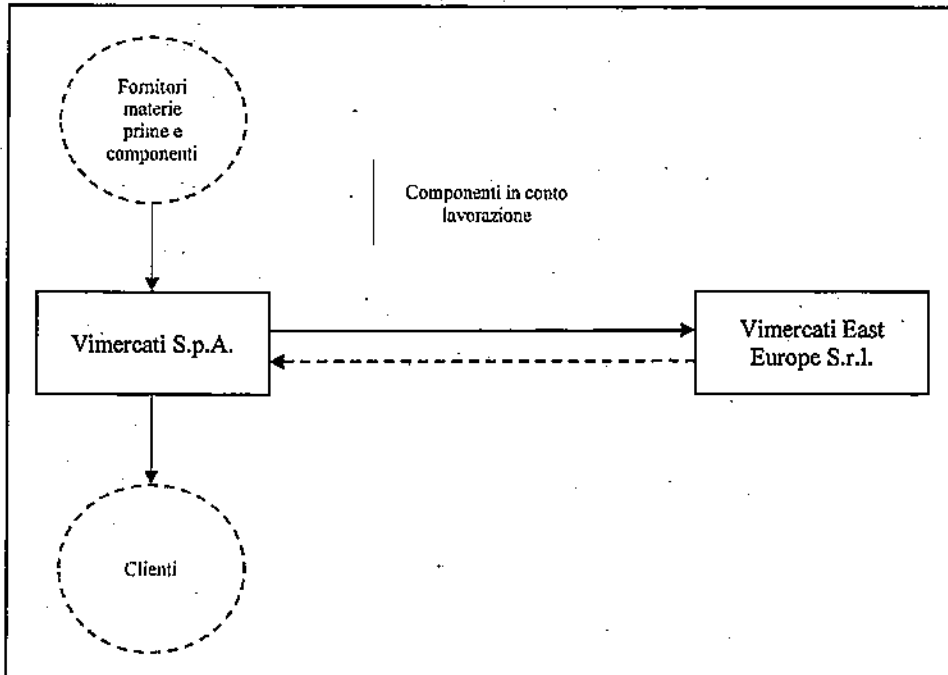 Fornitori
materie
prime e
componenti
Componenti in conto
lavorazione
Vimercati S.p.A.
Vimercati East
Europe S.r.l.
Clienti